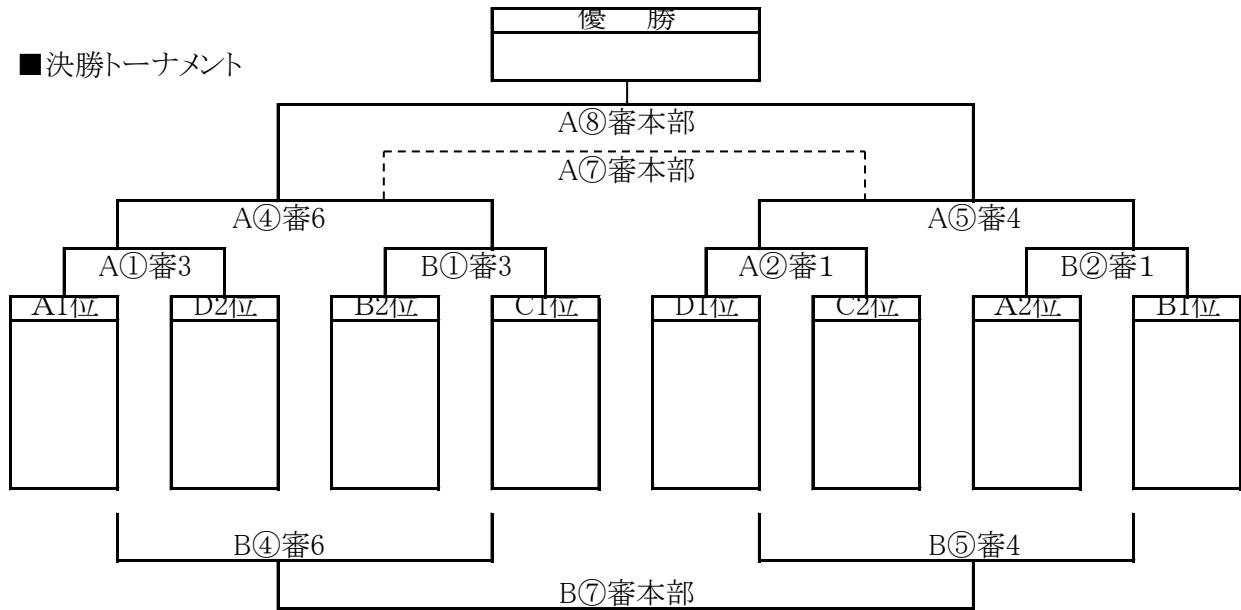 優　勝
■決勝トーナメント
A⑧審本部
A⑦審本部
A④審6
A⑤審4
A①審3
B①審3
A②審1
B②審1
A1位
D2位
B2位
C1位
D1位
C2位
A2位
B1位
B④審6
B⑤審4
B⑦審本部